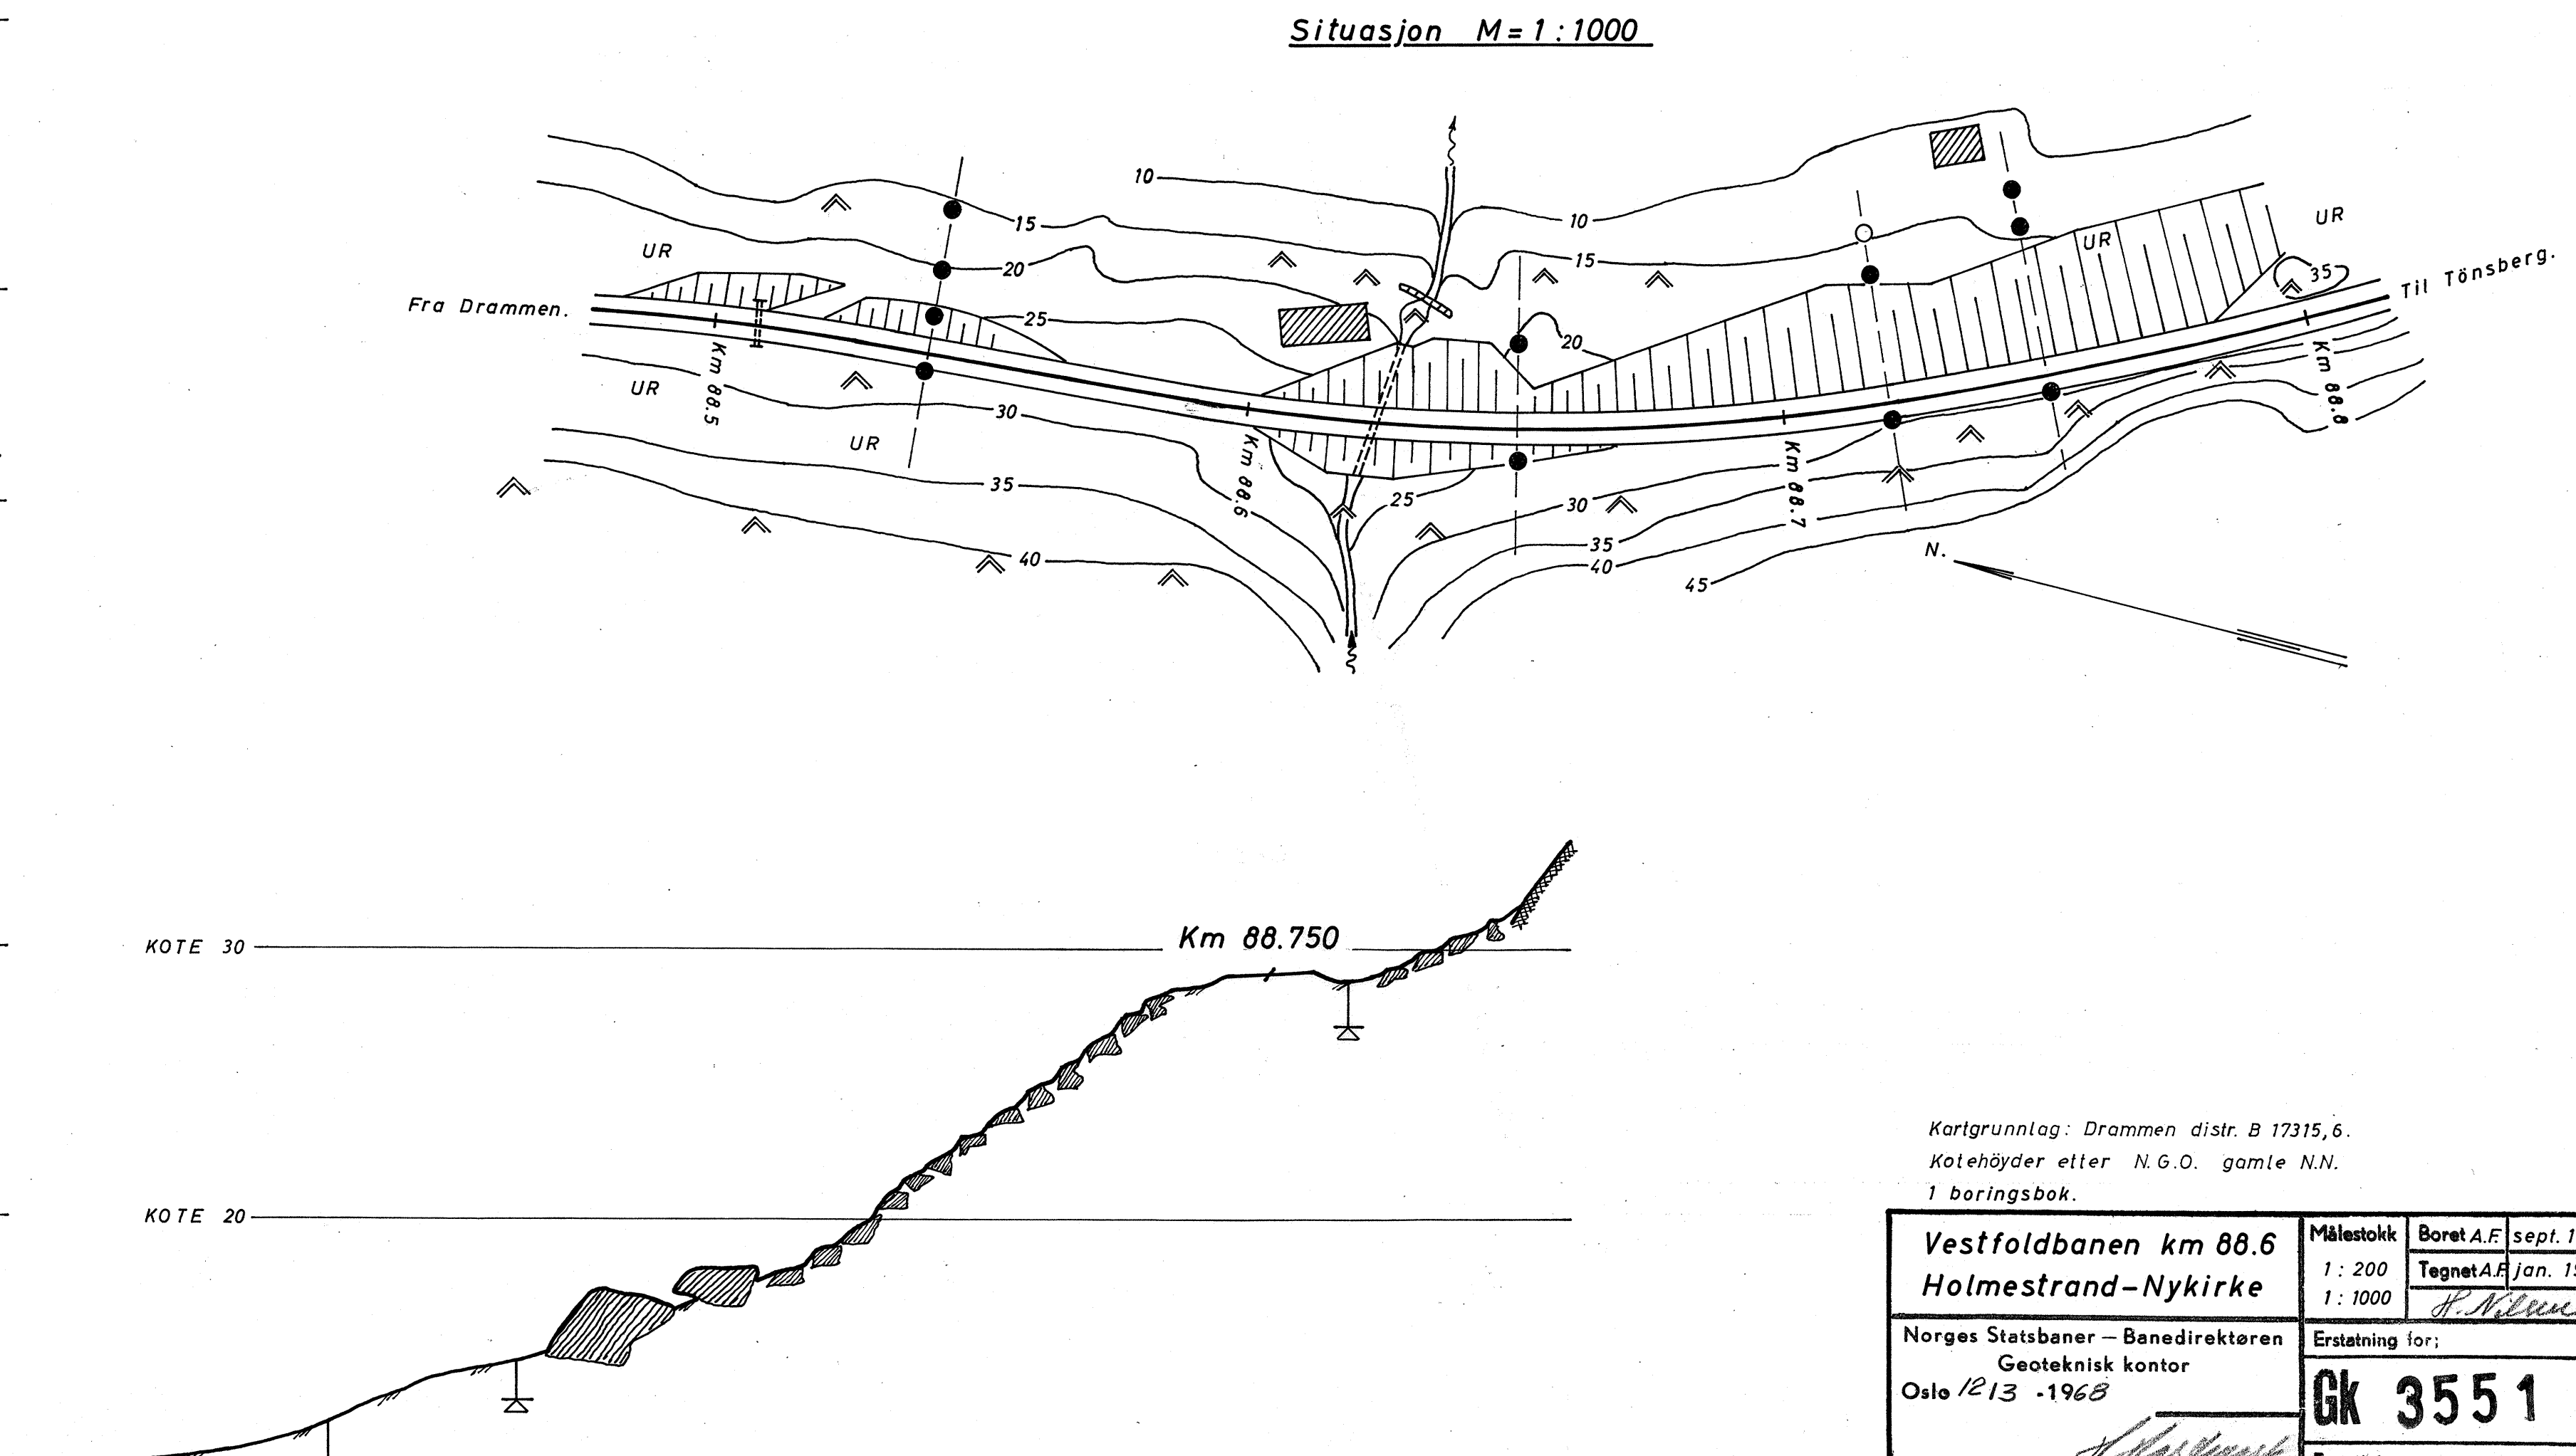 Situasjon M = 1 : 1000
10
15
20
25
10
15
20
UR
UR
UR
35
Fra Drammen.
Til Tönsberg.
Km 88.5
Km 88.6
Km 88.7
Km 88.8
UR
UR
30
35
40
25
30
35
40
45
N.
KOTE 30
Km 88.750
KOTE 20
Kartgrunnlag: Drammen distr. B 17315,6.
Kotehöyder etter N.G.O. gamle N.N.
1 boringsbok.
Vestfoldbanen km 88.6
Holmestrand-Nykirke
Målestokk
1 : 200
1 : 1000
Boret A.F. sept. 1
Tegnet A.F. jan. 19
Erstatning for;
Norges Statsbaner — Banedirektøren
Geoteknisk kontor
Oslo 12/3 - 1968
Gk 3551